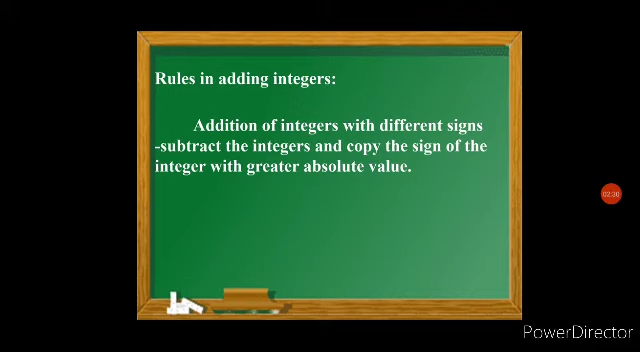 Rules in adding integers:
Addition of integers with different signs
-subtract the integers and copy the sign of the
integer with greater absolute value.
02:20
PowerDirector